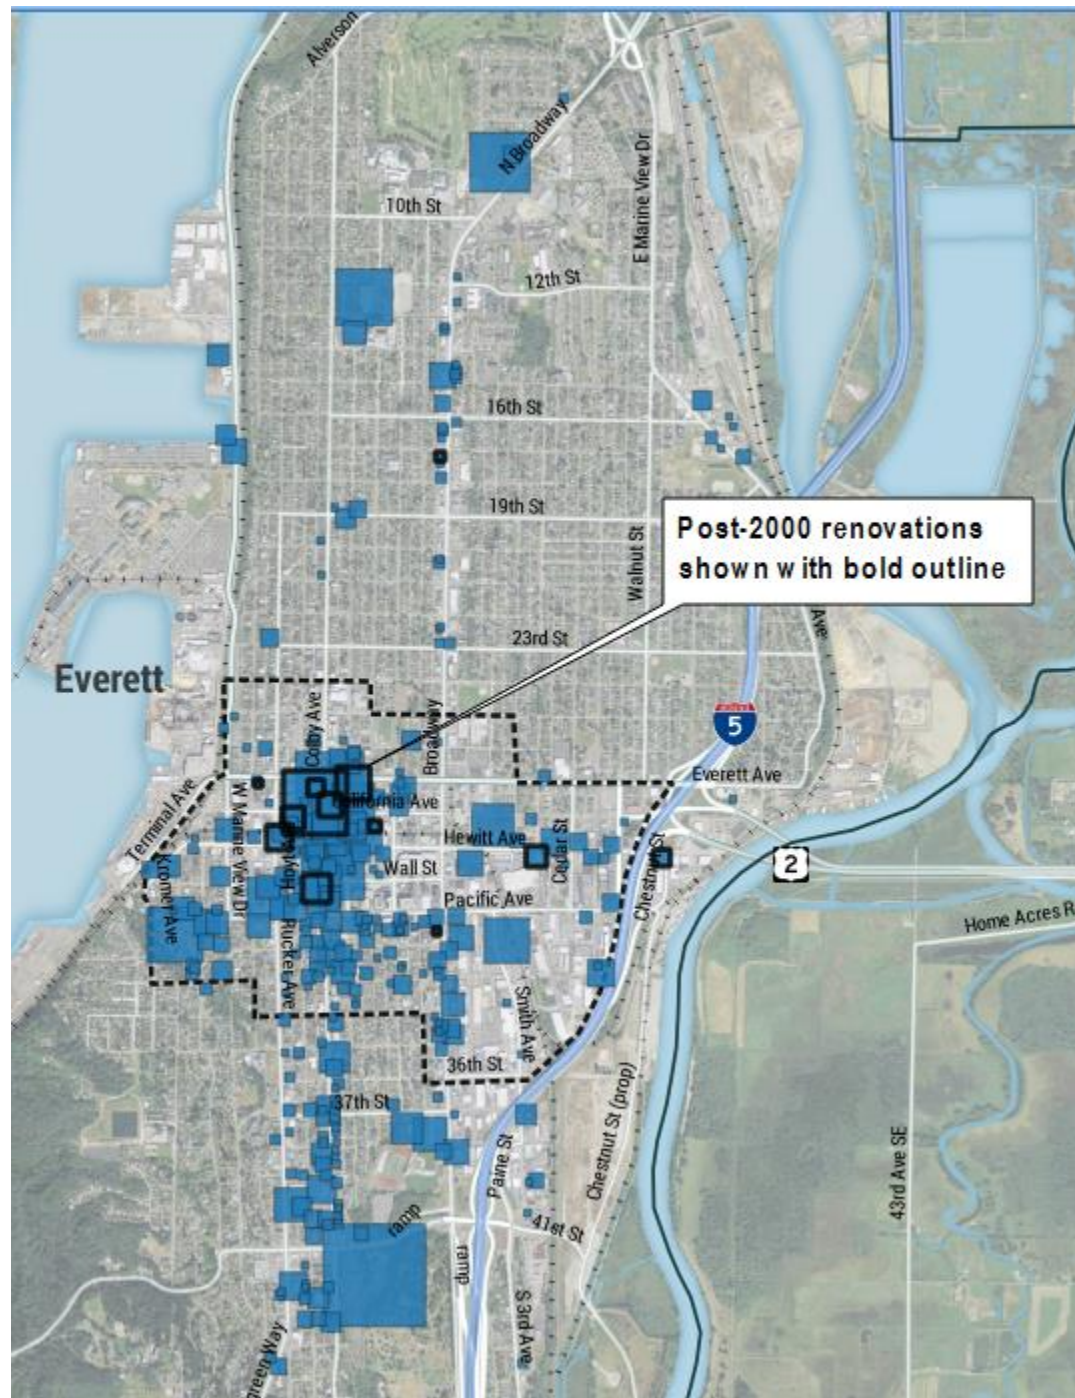 Alverson
N Broadway
E Marine View Dr
10th St
12th St
16th St
19th St
Post-2000 renovations
shown with bold outline
Walnut St
Ave
23rd St
Everett
Colby Ave
Broadway
5
Everett Ave
Terminal Ave
W Marie View Dr
California Ave
Hewitt Ave
Cedar St
Chestnut St
2
Wall St
Kromer Ave
Pacific Ave
Rucker Ave
Home Acres R
Smith Ave
36th St
37th St
Chestnut St (prop)
Paine St
43rd Ave SE
ramp
41st St
ramp
S 3rd Ave
green Way